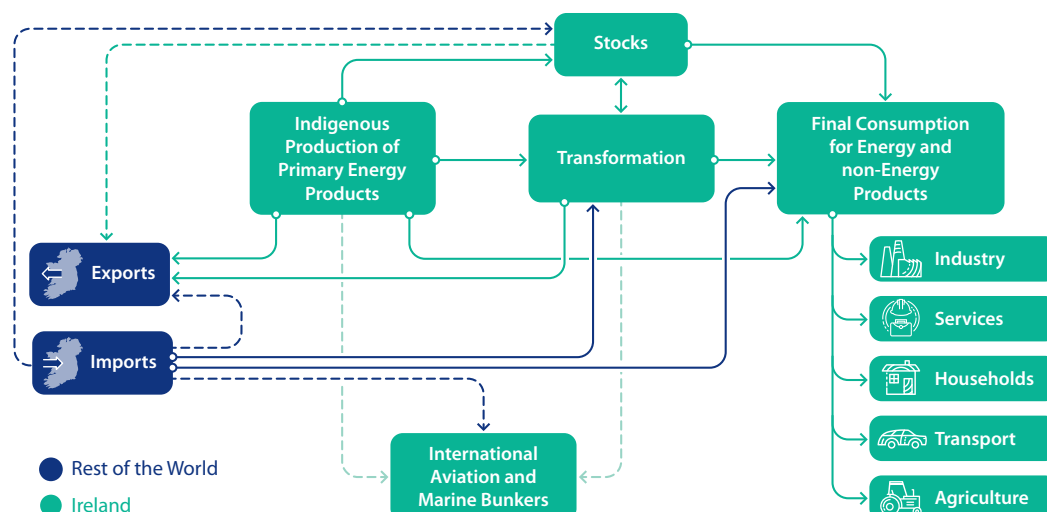 Stocks
Indigenous
Production of
Primary Energy
Products
Transformation
Final Consumption
for Energy and
non-Energy
Products
Exports
Imports
Industry
Services
Households
Transport
Agriculture
International
Aviation and
Marine Bunkers
Rest of the World
Ireland